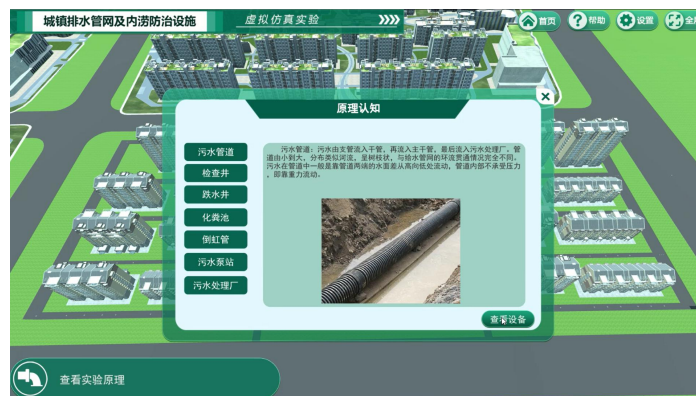 城镇排水管网及内涝防治设施
虚拟仿真实验
首页
帮助
设置
原理认知
污水管道
检查井
跌水井
化粪池
倒虹管
污水泵站
污水处理厂
污水管道:污水由支管流入干管,再流入主干管,最后流入污水处理厂。管
道由小到大,分布类似河流,呈树枝状,与给水管网的环流贯通情况完全不同。
污水在管道中一般是靠管道两端的水面差从高向低处流动,管道内部不承受压力
,即靠重力流动。
查看设备
查看实验原理